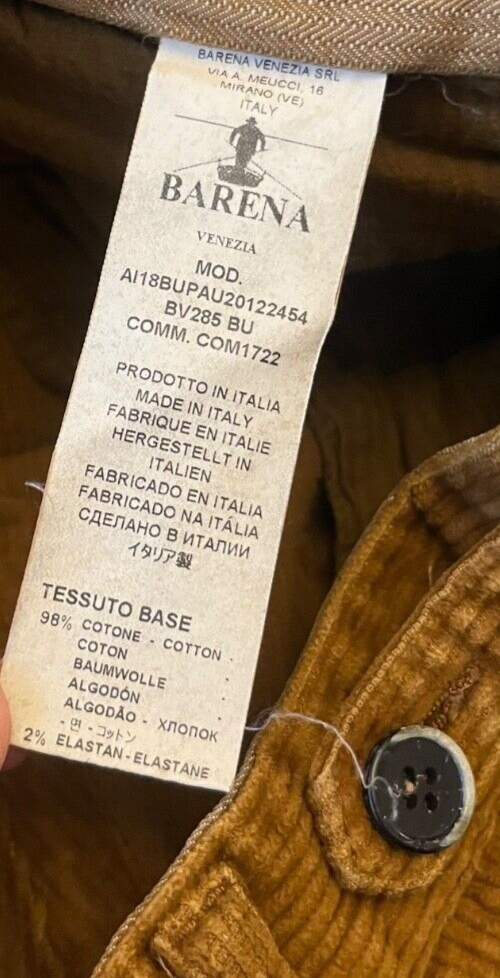 BARENA VENEZIA SRL
VIA A. MEUCCI, 16
MIRANO (VE)
ITALY
BARENA
VENEZIA
MOD.
AI18BUPAU20122454
BV285 BU
COMM. COM1722
PRODOTTO IN ITALIA
MADE IN ITALY
FABRIQUE EN ITALIE
HERGESTELLT IN
ITALIEN
FABRICADO EN ITALIA
FABRICADO NA ITÁLIA
СДЕЛАНО В ИТАЛИИ
イタリア製
TESSUTO BASE
98% COTONE - COTTON -
COTON -
BAUMWOLLE -
ALGODÓN -
ALGODÃO - ХЛОПОК
- 면 - コットン
2% ELASTAN - ELASTANE